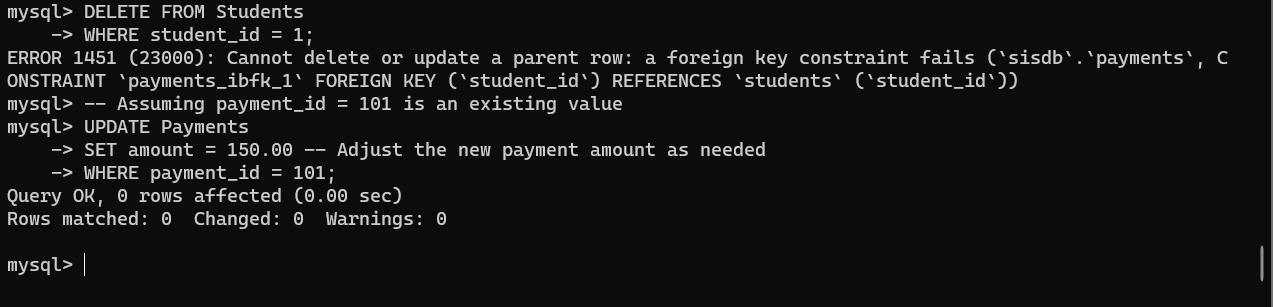 mysql> DELETE FROM Students
    -> WHERE student_id = 1;
ERROR 1451 (23000): Cannot delete or update a parent row: a foreign key constraint fails (`sisdb`.`payments`, C
ONSTRAINT `payments_ibfk_1` FOREIGN KEY (`student_id`) REFERENCES `students` (`student_id`))
mysql> -- Assuming payment_id = 101 is an existing value
mysql> UPDATE Payments
    -> SET amount = 150.00 -- Adjust the new payment amount as needed
    -> WHERE payment_id = 101;
Query OK, 0 rows affected (0.00 sec)
Rows matched: 0  Changed: 0  Warnings: 0
mysql>